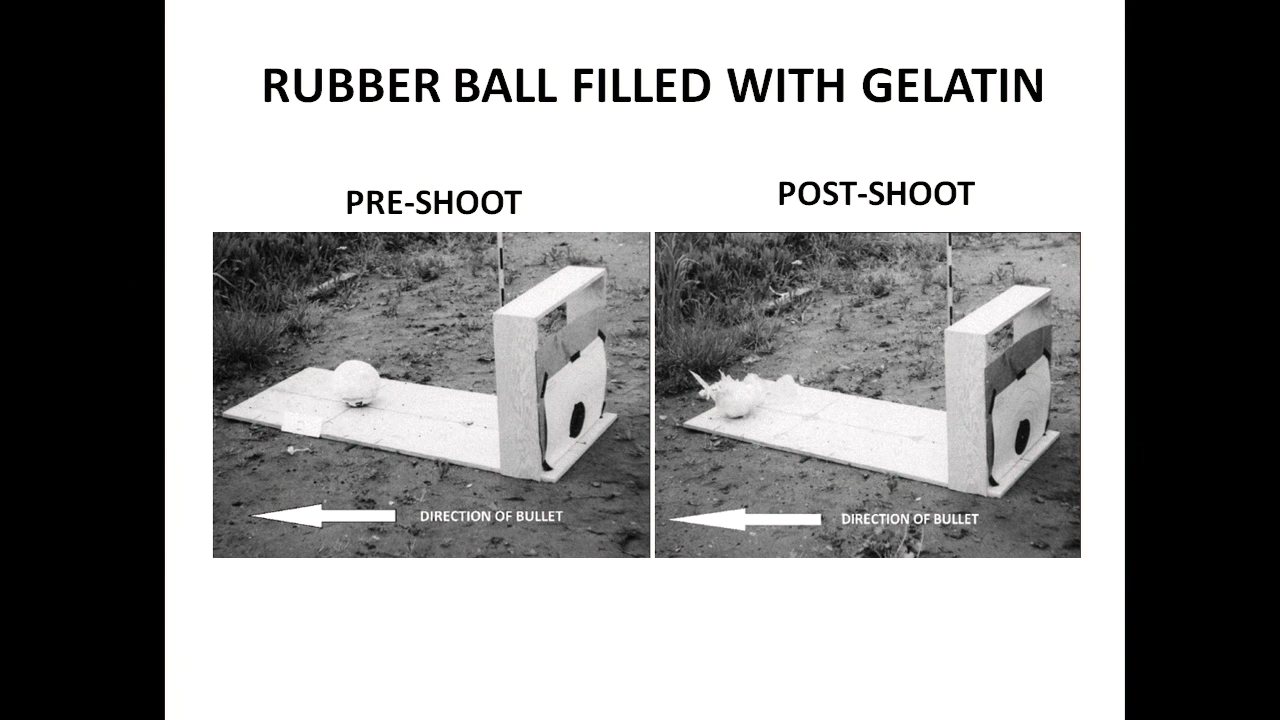 RUBBER BALL FILLED WITH GELATIN
PRE-SHOOT
POST-SHOOT
DIRECTION OF BULLET
DIRECTION OF BULLET